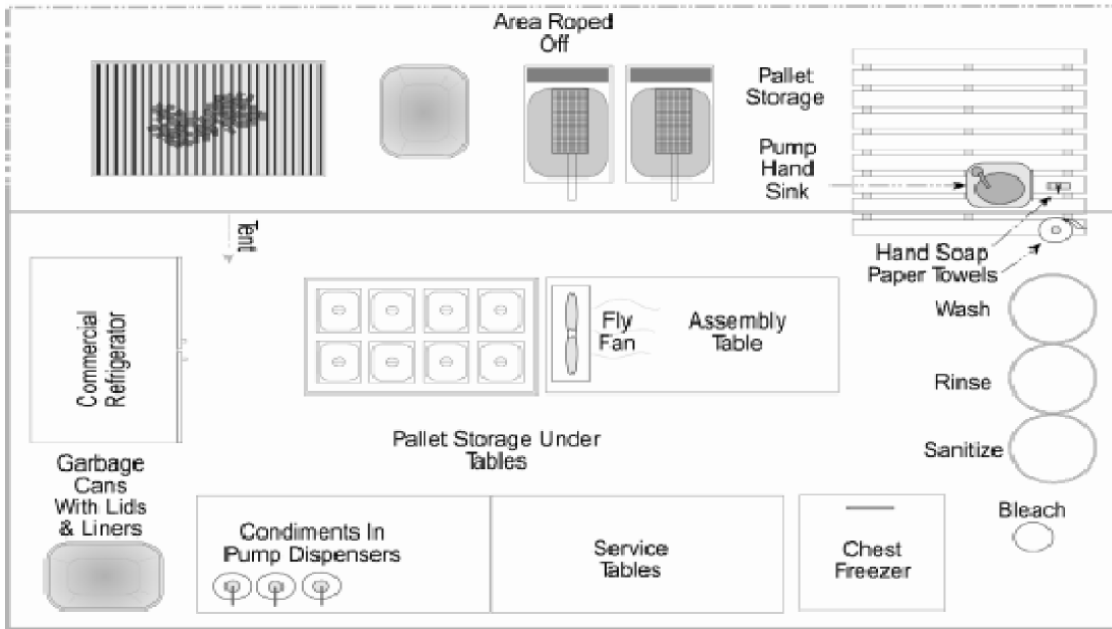 Area Roped
Off
Pallet
Storage
Pump
Hand
Sink
Tent
Hand Soap
Paper Towels
Commercial
Refrigerator
Fly
Fan
Assembly
Table
Wash
Rinse
Sanitize
Pallet Storage Under
Tables
Garbage
Cans
With Lids
& Liners
Condiments In
Pump Dispensers
Service
Tables
Chest
Freezer
Bleach